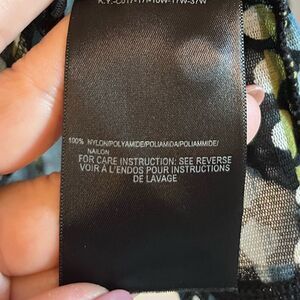 100% NYLON/POLYAMIDE/POLIAMIDA/POLIAMMIDE/
NAILON
FOR CARE INSTRUCTION: SEE REVERSE
VOIR À L'ENDOS POUR INSTRUCTIONS
DE LAVAGE